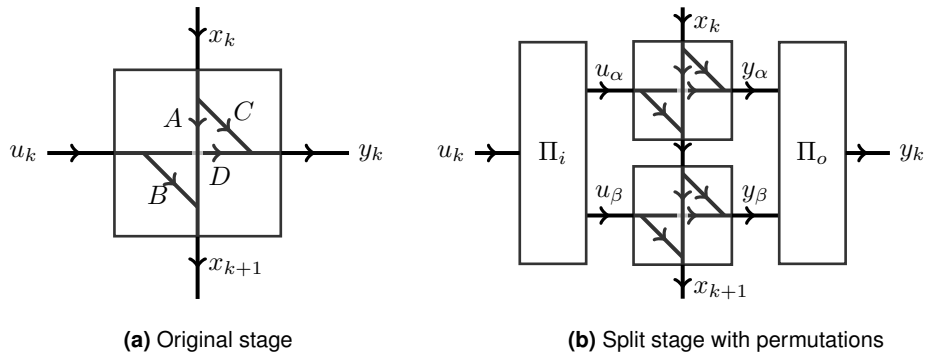 x_k
x_k
u_α
y_α
A
C
u_k
y_k
u_k
Π_i
Π_o
y_k
D
B
u_β
y_β
x_{k+1}
x_{k+1}
(a) Original stage
(b) Split stage with permutations